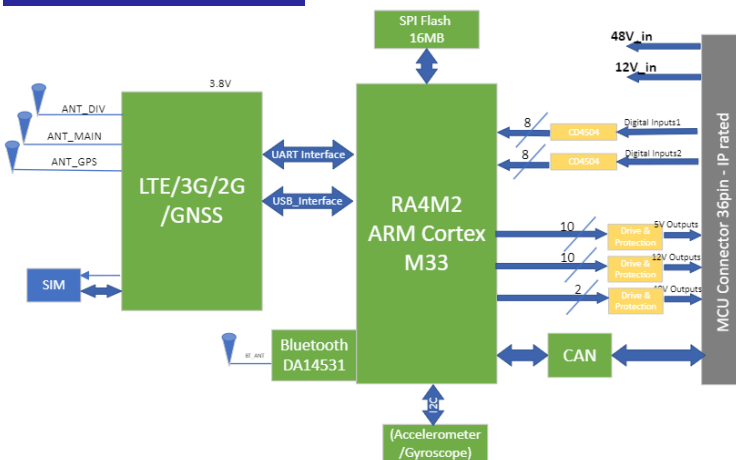 SPI Flash
16MB
48V_in
12V_in
3.8V
ANT_DIV
ANT_MAIN
ANT_GPS
LTE/3G/2G
/GNSS
UART Interface
USB_Interface
RA4M2
ARM Cortex
M33
8
CD4504
Digital Inputs1
8
CD4504
Digital Inputs2
10
Drive &
Protection
5V Outputs
10
Drive &
Protection
12V Outputs
2
Drive &
Protection
Outputs
MCU Connector 36pin - IP rated
SIM
BT_ANT
Bluetooth
DA14531
CAN
I2C
(Accelerometer
/Gyroscope)